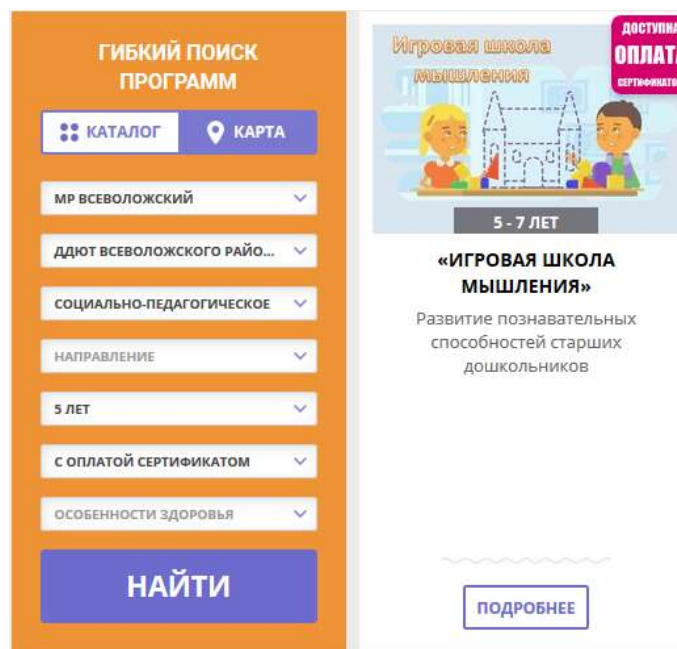 ГИБКИЙ ПОИСК
ПРОГРАММ
КАТАЛОГ
КАРТА
МР ВСЕВОЛОЖСКИЙ
ДДЮТ ВСЕВОЛОЖСКОГО РАЙО...
СОЦИАЛЬНО-ПЕДАГОГИЧЕСКОЕ
НАПРАВЛЕНИЕ
5 ЛЕТ
С ОПЛАТОЙ СЕРТИФИКАТОМ
ОСОБЕННОСТИ ЗДОРОВЬЯ
НАЙТИ
Игровая школа
мышления
ДОСТУПНА
ОПЛАТА
СЕРТИФИКАТО
5 - 7 ЛЕТ
«ИГРОВАЯ ШКОЛА
МЫШЛЕНИЯ»
Развитие познавательных
способностей старших
дошкольников
ПОДРОБНЕЕ